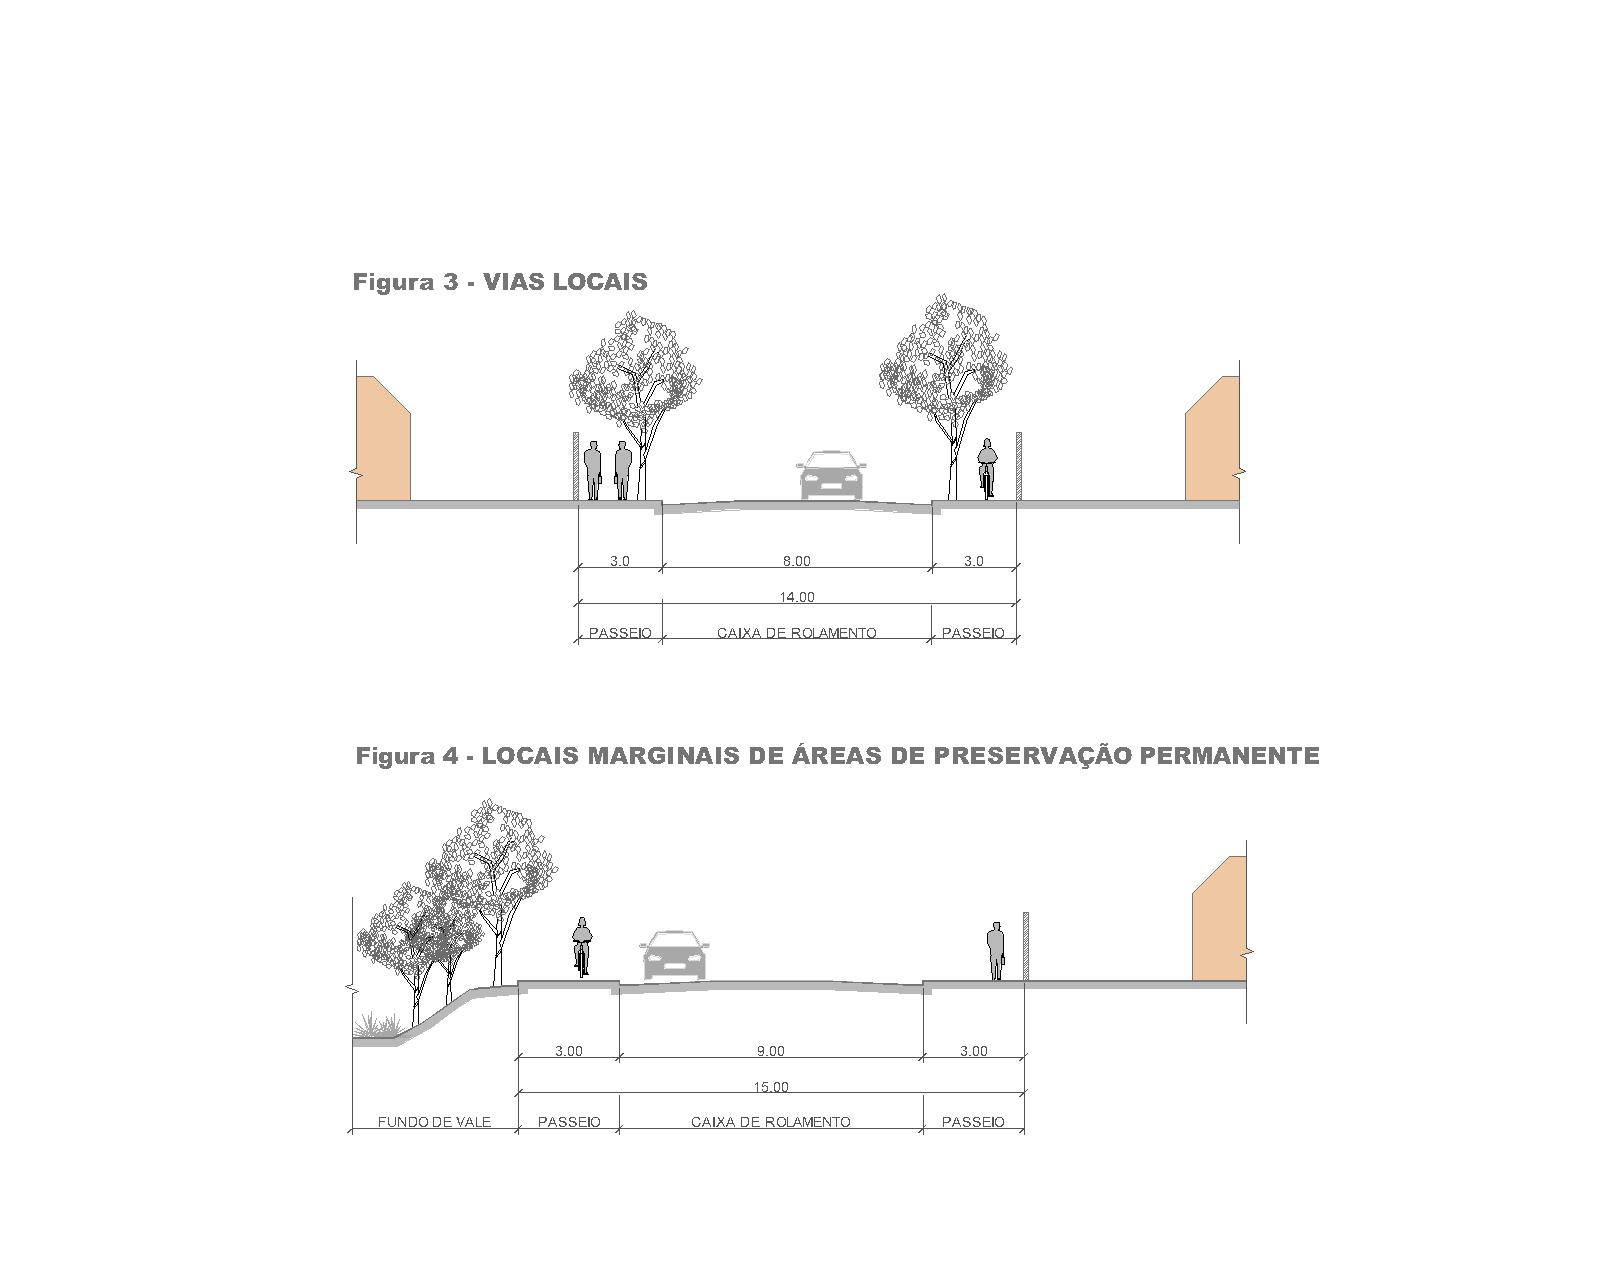 Figura 3 - VIAS LOCAIS
3.0 8.00 3.0
14.00
PASSEIO CAIXA DE ROLAMENTO PASSEIO
Figura 4 - LOCAIS MARGINAIS DE ÁREAS DE PRESERVAÇÃO PERMANENTE
3.00 9.00 3.00
15.00
FUNDO DE VALE PASSEIO CAIXA DE ROLAMENTO PASSEIO